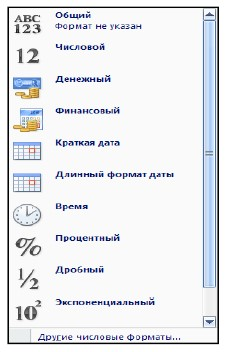 ABC
123
Общий
Формат не указан
12
Числовой
Денежный
Финансовый
Краткая дата
Длинный формат даты
Время
%
Процентный
½
Дробный
10²
Экспоненциальный
Другие числовые форматы...